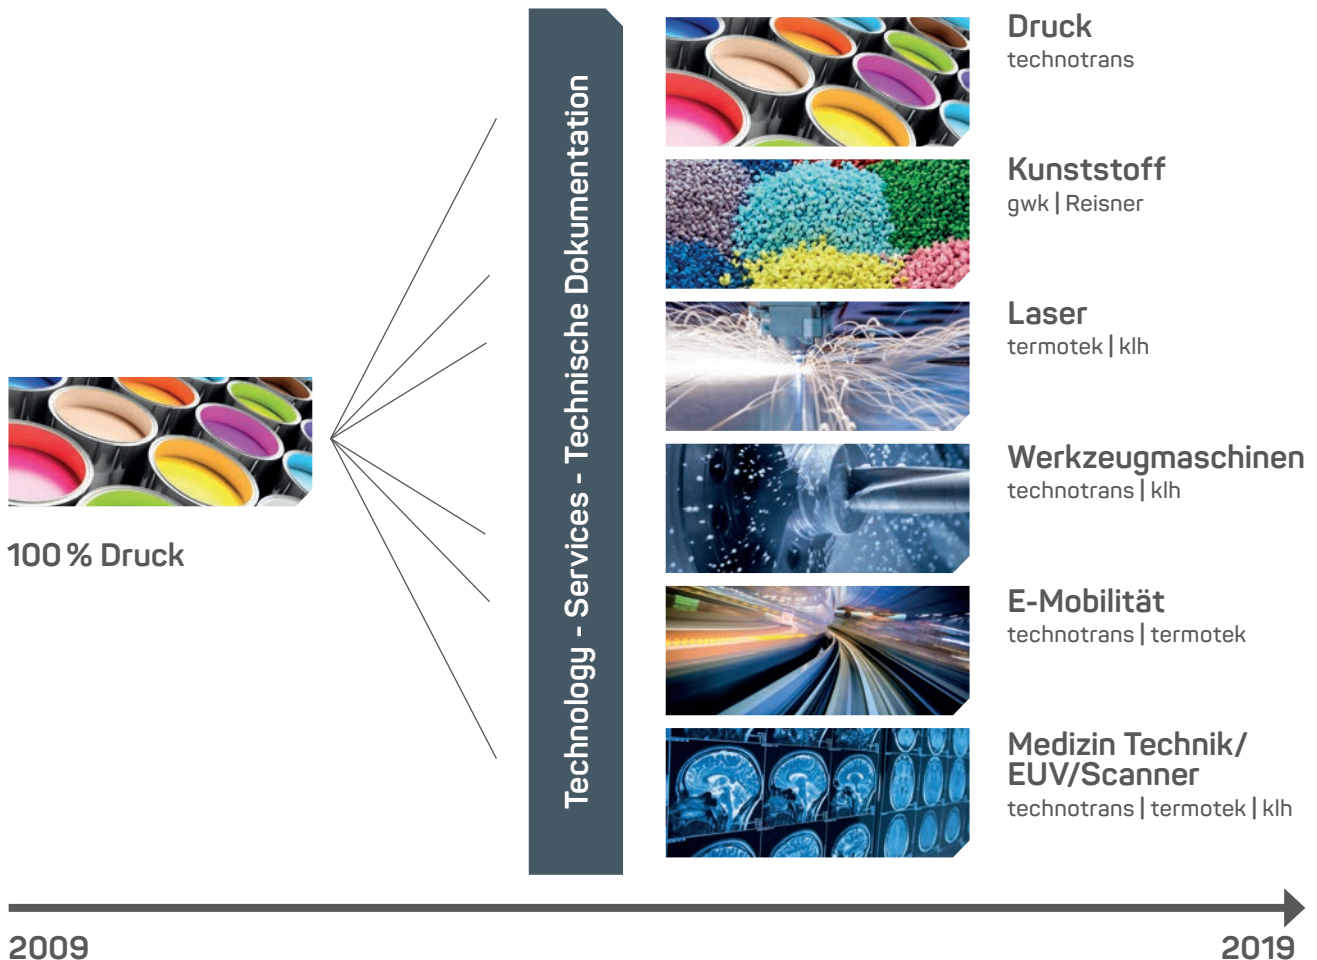 100 % Druck
Technology - Services - Technische Dokumentation
Druck
technotrans
Kunststoff
gwk | Reisner
Laser
termotek | klh
Werkzeugmaschinen
technotrans | klh
E-Mobilität
technotrans | termotek
Medizin Technik/
EUV/Scanner
technotrans | termotek | klh
2009
2019